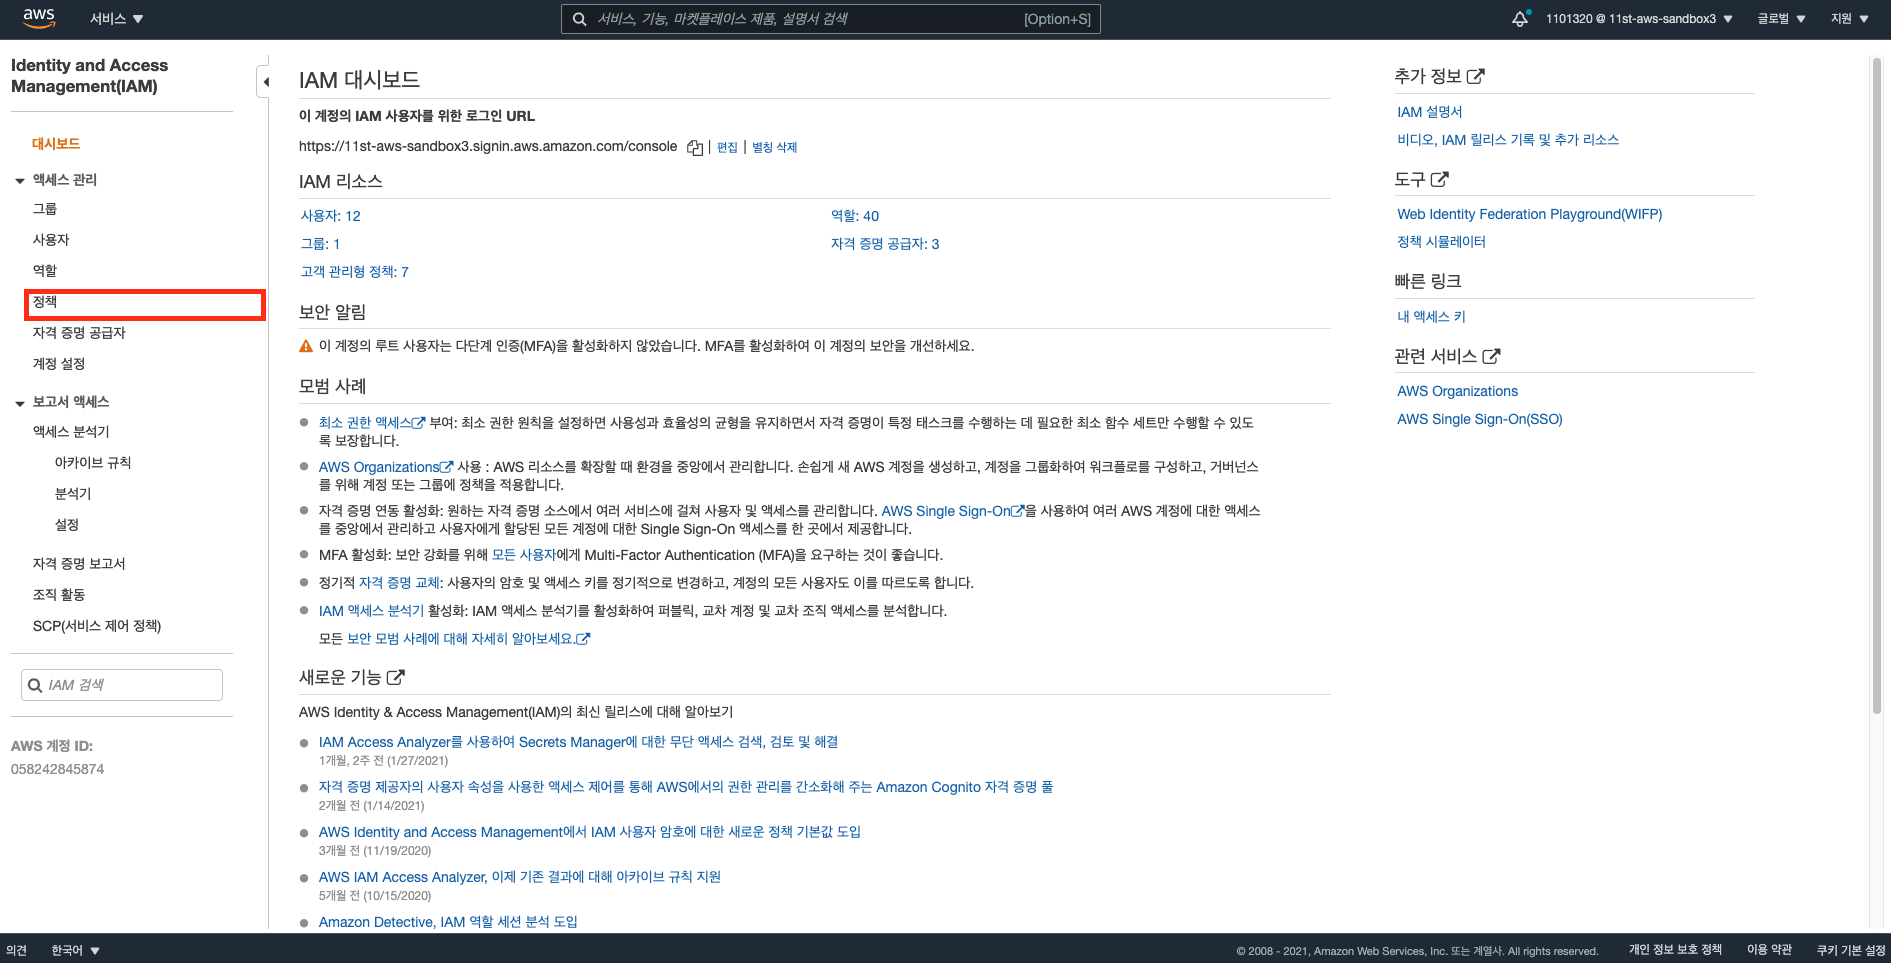 aws
서비스
서비스, 기능, 마켓플레이스 제품, 설명서 검색
[Option+S]
1101320 @ 11st-aws-sandbox3
글로벌
지원
Identity and Access
Management(IAM)
대시보드
액세스 관리
그룹
사용자
역할
정책
자격 증명 공급자
계정 설정
보고서 액세스
액세스 분석기
아카이브 규칙
분석기
설정
자격 증명 보고서
조직 활동
SCP(서비스 제어 정책)
IAM 검색
AWS 계정 ID:
058242845874
IAM 대시보드
이 계정의 IAM 사용자를 위한 로그인 URL
https://11st-aws-sandbox3.signin.aws.amazon.com/console | 편집 | 별칭 삭제
IAM 리소스
사용자: 12
역할: 40
그룹: 1
자격 증명 공급자: 3
고객 관리형 정책: 7
보안 알림
이 계정의 루트 사용자는 다단계 인증(MFA)을 활성화하지 않았습니다. MFA를 활성화하여 이 계정의 보안을 개선하세요.
모범 사례
최소 권한 액세스 부여: 최소 권한 원칙을 설정하면 사용성과 효율성의 균형을 유지하면서 자격 증명이 특정 태스크를 수행하는 데 필요한 최소 함수 세트만 수행할 수 있도
록 보장합니다.
AWS Organizations 사용 : AWS 리소스를 확장할 때 환경을 중앙에서 관리합니다. 손쉽게 새 AWS 계정을 생성하고, 계정을 그룹화하여 워크플로를 구성하고, 거버넌스
를 위해 계정 또는 그룹에 정책을 적용합니다.
자격 증명 연동 활성화: 원하는 자격 증명 소스에서 여러 서비스에 걸쳐 사용자 및 액세스를 관리합니다. AWS Single Sign-On을 사용하여 여러 AWS 계정에 대한 액세스
를 중앙에서 관리하고 사용자에게 할당된 모든 계정에 대한 Single Sign-On 액세스를 한 곳에서 제공합니다.
MFA 활성화: 보안 강화를 위해 모든 사용자에게 Multi-Factor Authentication (MFA)을 요구하는 것이 좋습니다.
정기적 자격 증명 교체: 사용자의 암호 및 액세스 키를 정기적으로 변경하고, 계정의 모든 사용자도 이를 따르도록 합니다.
IAM 액세스 분석기 활성화: IAM 액세스 분석기를 활성화하여 퍼블릭, 교차 계정 및 교차 조직 액세스를 분석합니다.
모든 보안 모범 사례에 대해 자세히 알아보세요.
새로운 기능
AWS Identity & Access Management(IAM)의 최신 릴리스에 대해 알아보기
IAM Access Analyzer를 사용하여 Secrets Manager에 대한 무단 액세스 검색, 검토 및 해결
1개월, 2주 전 (1/27/2021)
자격 증명 제공자의 사용자 속성을 사용한 액세스 제어를 통해 AWS에서의 권한 관리를 간소화해 주는 Amazon Cognito 자격 증명 풀
2개월 전 (1/14/2021)
AWS Identity and Access Management에서 IAM 사용자 암호에 대한 새로운 정책 기본값 도입
3개월 전 (11/19/2020)
AWS IAM Access Analyzer, 이제 기존 결과에 대해 아카이브 규칙 지원
5개월 전 (10/15/2020)
Amazon Detective, IAM 역할 세션 분석 도입
추가 정보
IAM 설명서
비디오, IAM 릴리스 기록 및 추가 리소스
도구
Web Identity Federation Playground(WIFP)
정책 시뮬레이터
빠른 링크
내 액세스 키
관련 서비스
AWS Organizations
AWS Single Sign-On(SSO)
의견
한국어
© 2008 - 2021, Amazon Web Services, Inc. 또는 계열사. All rights reserved.
개인 정보 보호 정책
이용 약관
쿠키 기본 설정